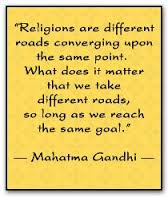 "Religions are different
roads converging upon
the same point.
What does it matter
that we take
different roads,
so long as we reach
the same goal."
— Mahatma Gandhi —